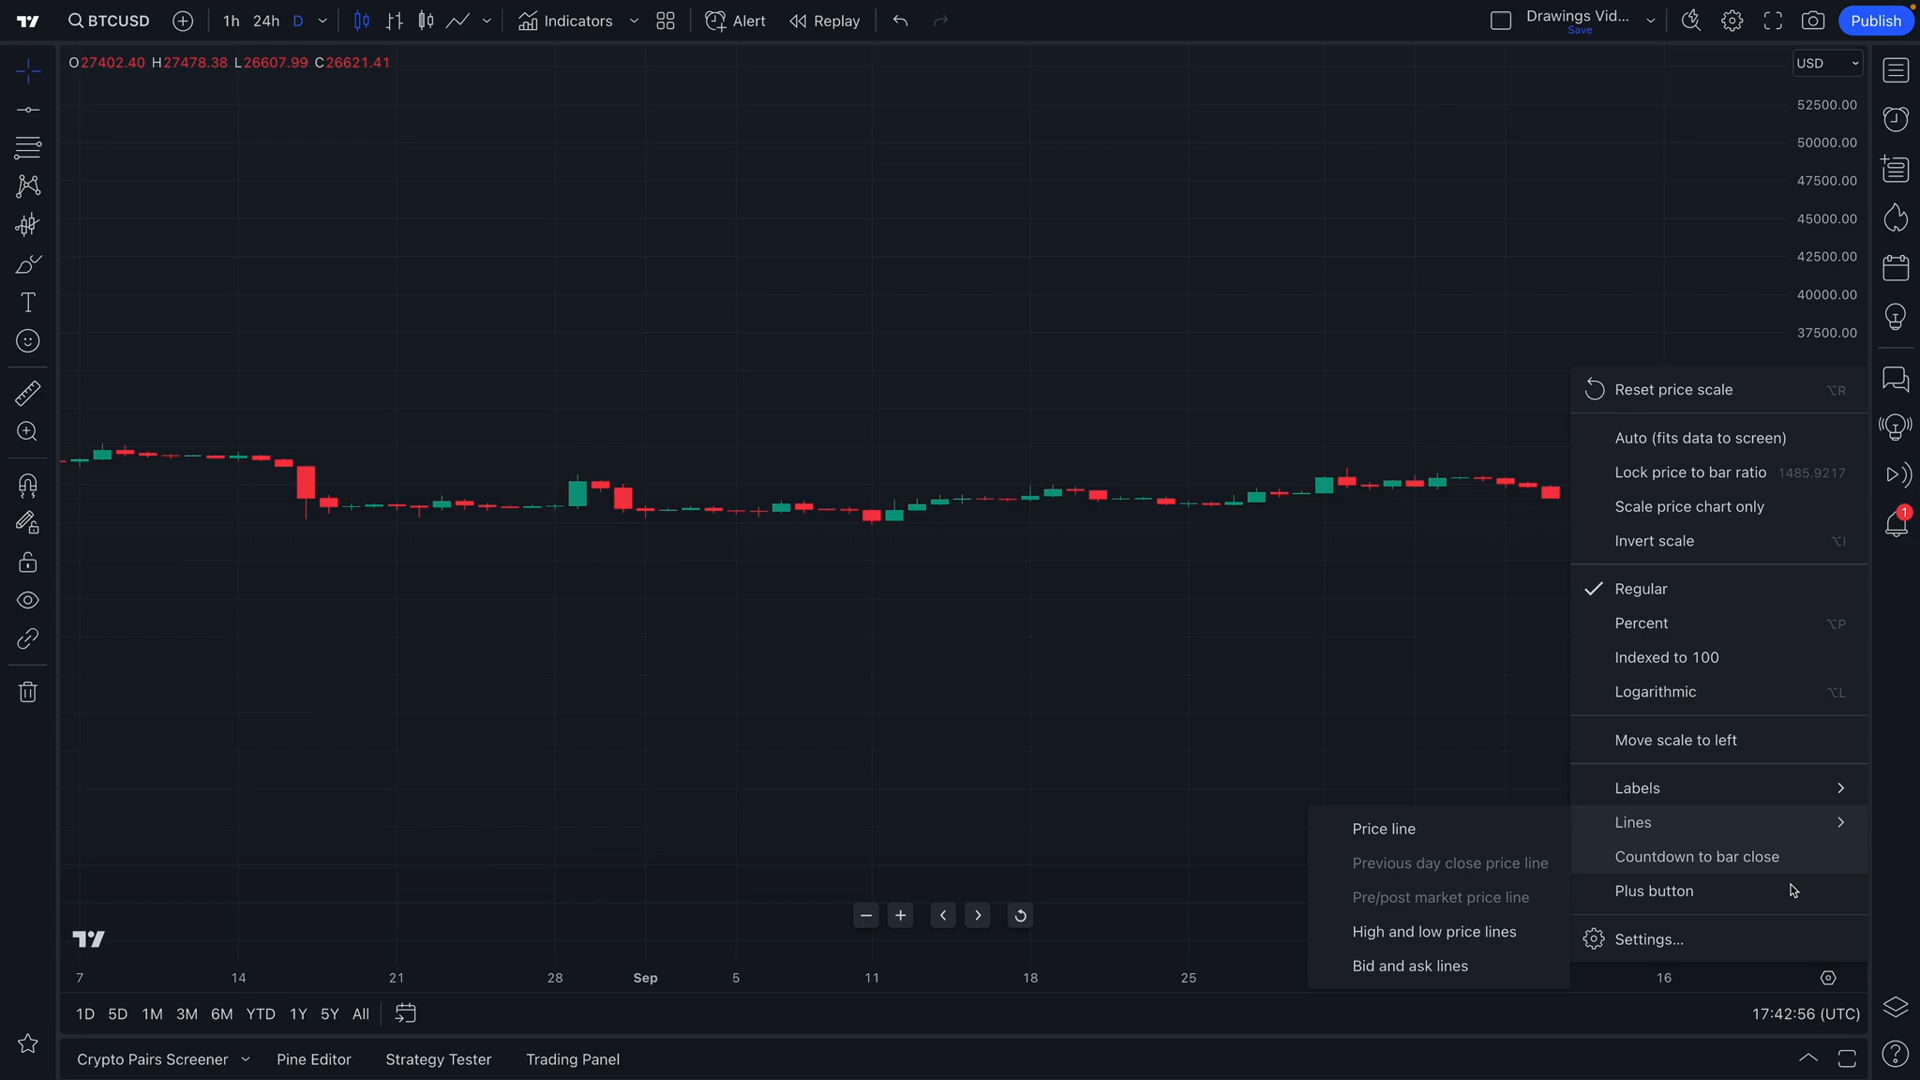 BTCUSD
1h 24h D
Indicators
Alert
Replay
Drawings Vid...
Save
Publish
O27402.40 H27478.38 L26607.99 C26621.41
USD
52500.00
50000.00
47500.00
45000.00
42500.00
40000.00
37500.00
Reset price scale ⌥R
Auto (fits data to screen)
Lock price to bar ratio 1485.9217
Scale price chart only
Invert scale ⌥I
1
Regular
Percent ⌥P
Indexed to 100
Logarithmic ⌥L
Move scale to left
Labels
Lines
Countdown to bar close
Plus button
Settings...
Price line
Previous day close price line
Pre/post market price line
High and low price lines
Bid and ask lines
7 14 21 28 Sep 5 11 18 25 16
1D 5D 1M 3M 6M YTD 1Y 5Y All
17:42:56 (UTC)
Crypto Pairs Screener Pine Editor Strategy Tester Trading Panel